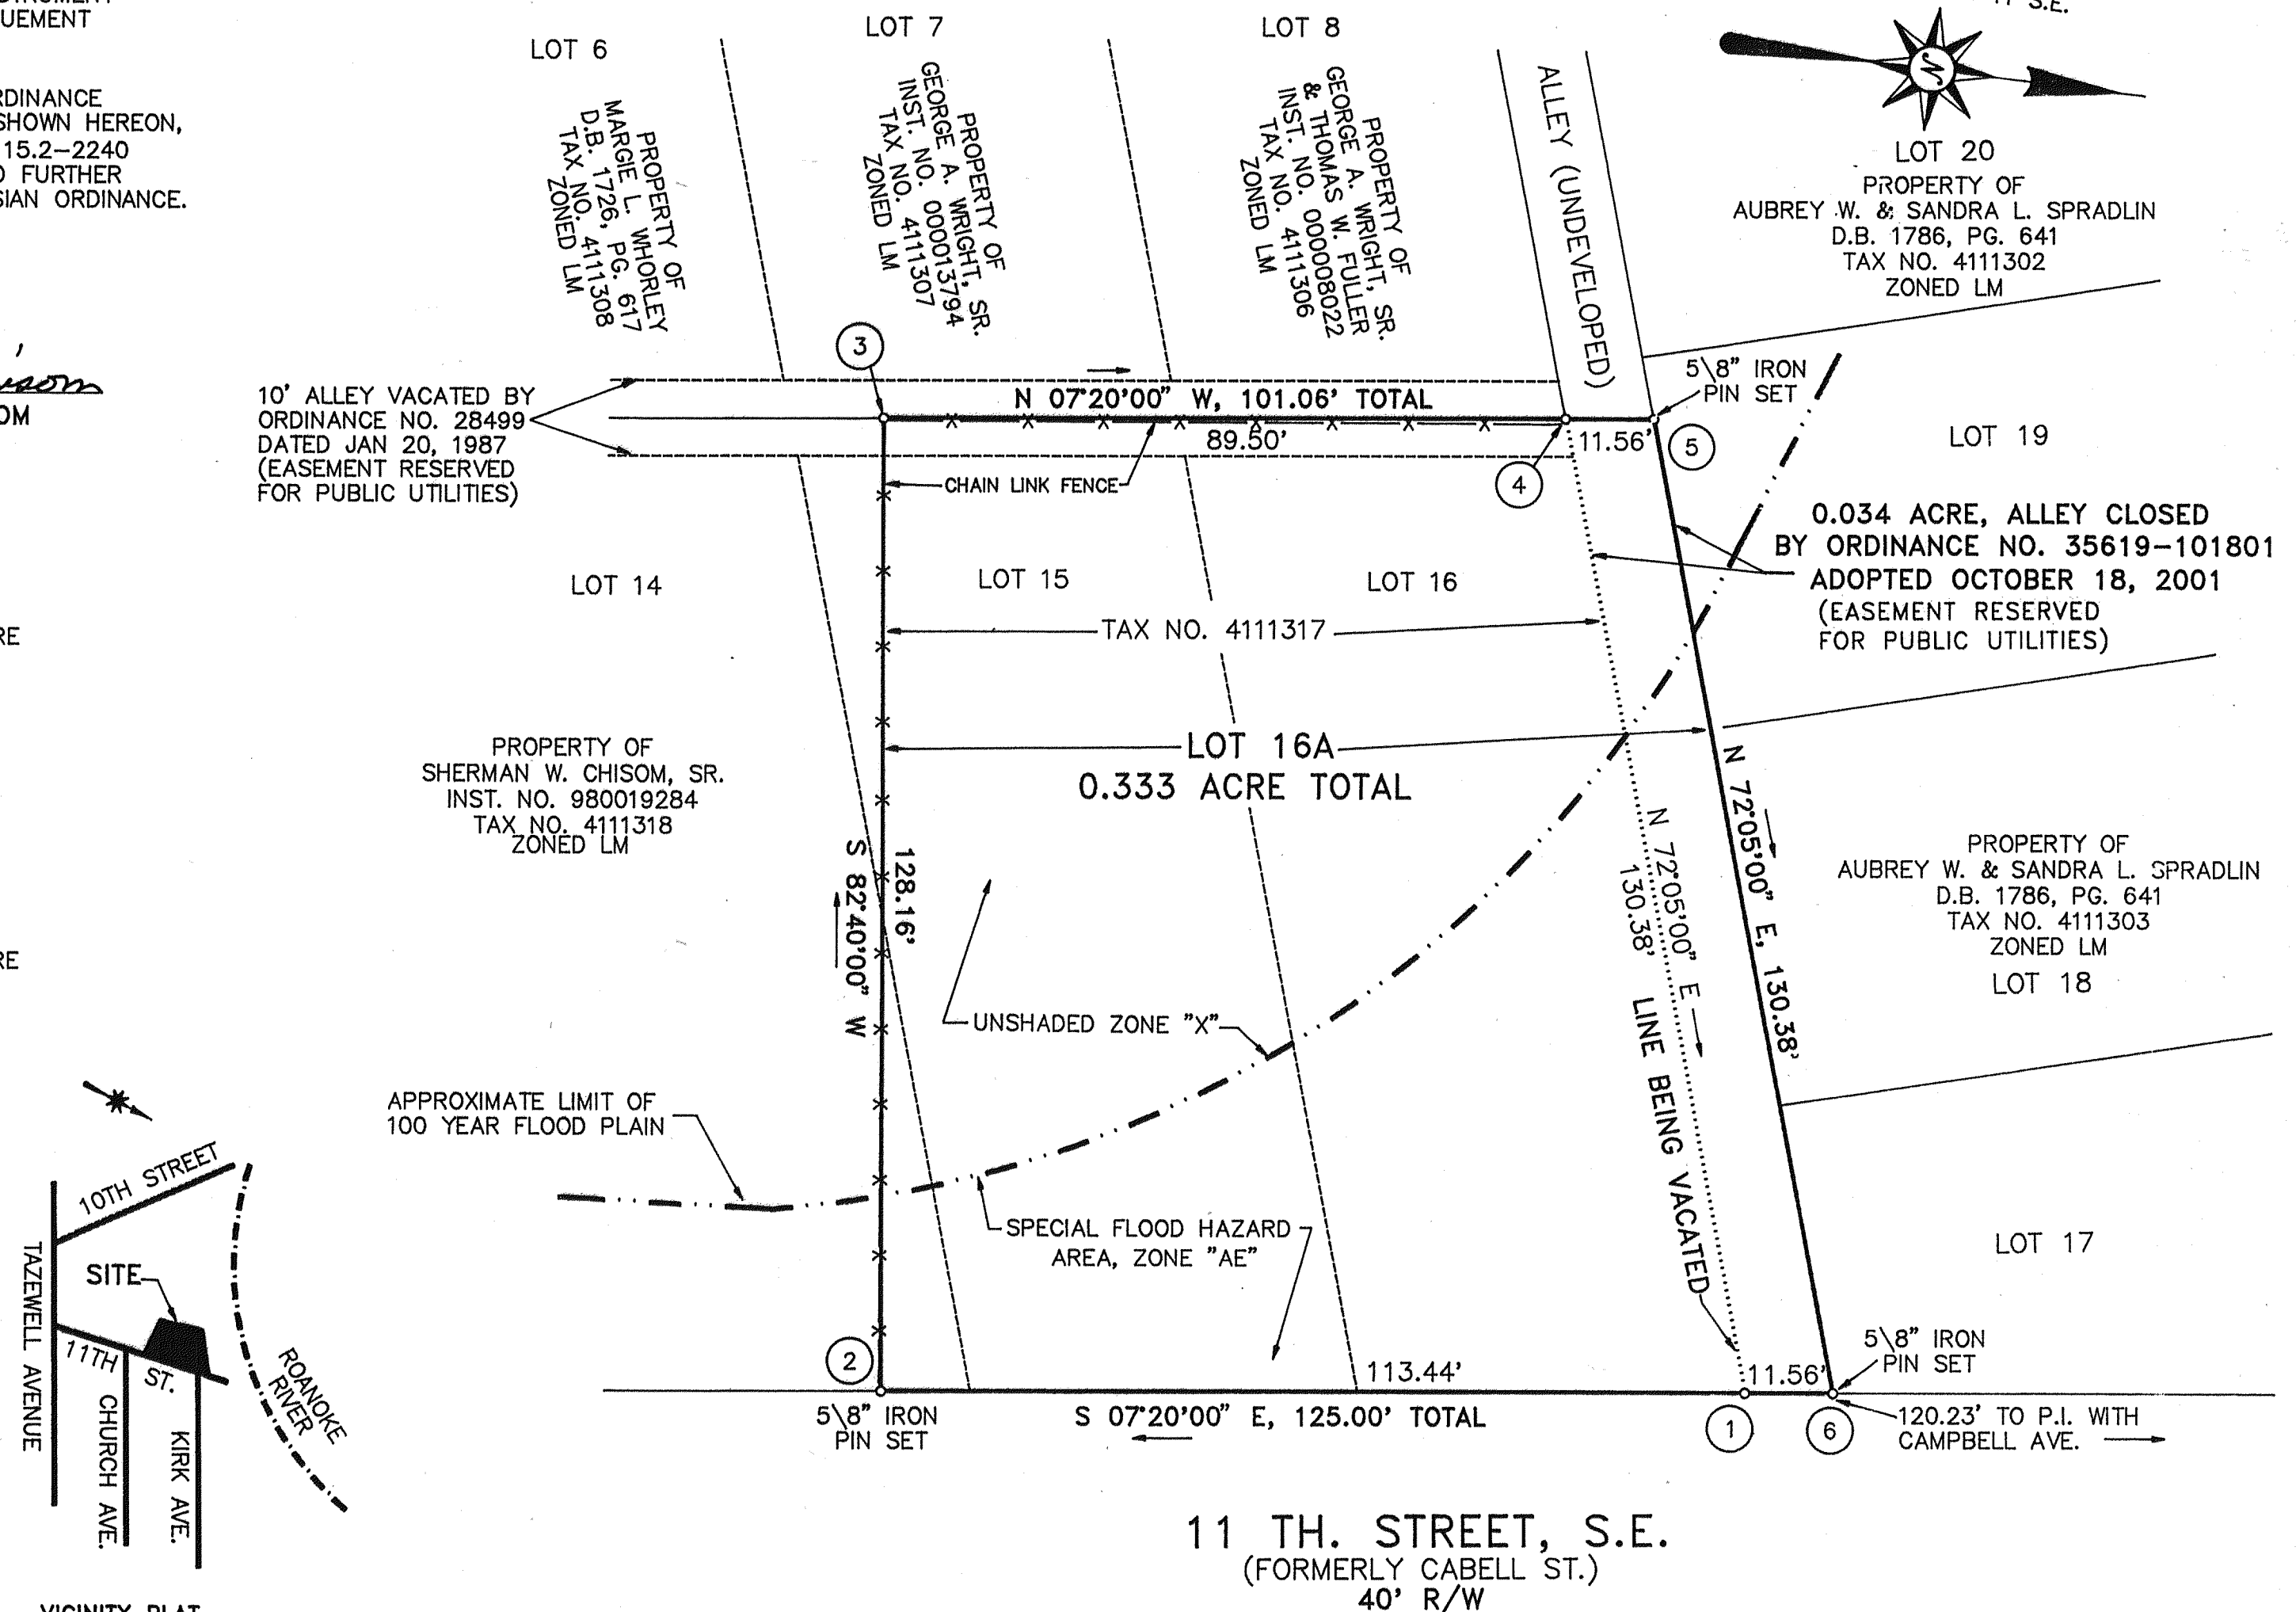 UEMENT
RDINANCE
SHOWN HEREON,
15.2-2240
D FURTHER
SIAN ORDINANCE.
OM
RE
RE
S.E.
N
LOT 6
LOT 7
LOT 8
PROPERTY OF
MARGIE L. WHORLEY
D.B. 1726, PG. 617
TAX NO. 4111308
ZONED LM
PROPERTY OF
GEORGE A. WRIGHT, SR.
INST. NO. 000013794
TAX NO. 4111307
ZONED LM
PROPERTY OF
GEORGE A. WRIGHT, SR.
& THOMAS W. FULLER
INST. NO. 000008022
TAX NO. 4111306
ZONED LM
ALLEY (UNDEVELOPED)
LOT 20
PROPERTY OF
AUBREY W. & SANDRA L. SPRADLIN
D.B. 1786, PG. 641
TAX NO. 4111302
ZONED LM
10' ALLEY VACATED BY
ORDINANCE NO. 28499
DATED JAN 20, 1987
(EASEMENT RESERVED
FOR PUBLIC UTILITIES)
3
N 07°20'00" W, 101.06' TOTAL
89.50'
11.56'
4
5
5\8" IRON
PIN SET
CHAIN LINK FENCE
LOT 19
0.034 ACRE, ALLEY CLOSED
BY ORDINANCE NO. 35619-101801
ADOPTED OCTOBER 18, 2001
(EASEMENT RESERVED
FOR PUBLIC UTILITIES)
LOT 14
LOT 15
LOT 16
TAX NO. 4111317
LOT 16A
0.333 ACRE TOTAL
PROPERTY OF
SHERMAN W. CHISOM, SR.
INST. NO. 980019284
TAX NO. 4111318
ZONED LM
128.16'
S 82°40'00" W
N 72°05'00" E, 130.38'
N 72°05'00" E
130.38'
LINE BEING VACATED
PROPERTY OF
AUBREY W. & SANDRA L. SPRADLIN
D.B. 1786, PG. 641
TAX NO. 4111303
ZONED LM
LOT 18
UNSHADED ZONE "X"
APPROXIMATE LIMIT OF
100 YEAR FLOOD PLAIN
SPECIAL FLOOD HAZARD
AREA, ZONE "AE"
LOT 17
2
5\8" IRON
PIN SET
113.44'
11.56'
S 07°20'00" E, 125.00' TOTAL
1
6
5\8" IRON
PIN SET
120.23' TO P.I. WITH
CAMPBELL AVE.
11 TH. STREET, S.E.
(FORMERLY CABELL ST.)
40' R/W
10TH STREET
TAZEWELL AVENUE
SITE
11TH ST.
CHURCH AVE.
KIRK AVE.
ROANOKE
RIVER
VICINITY PLAT